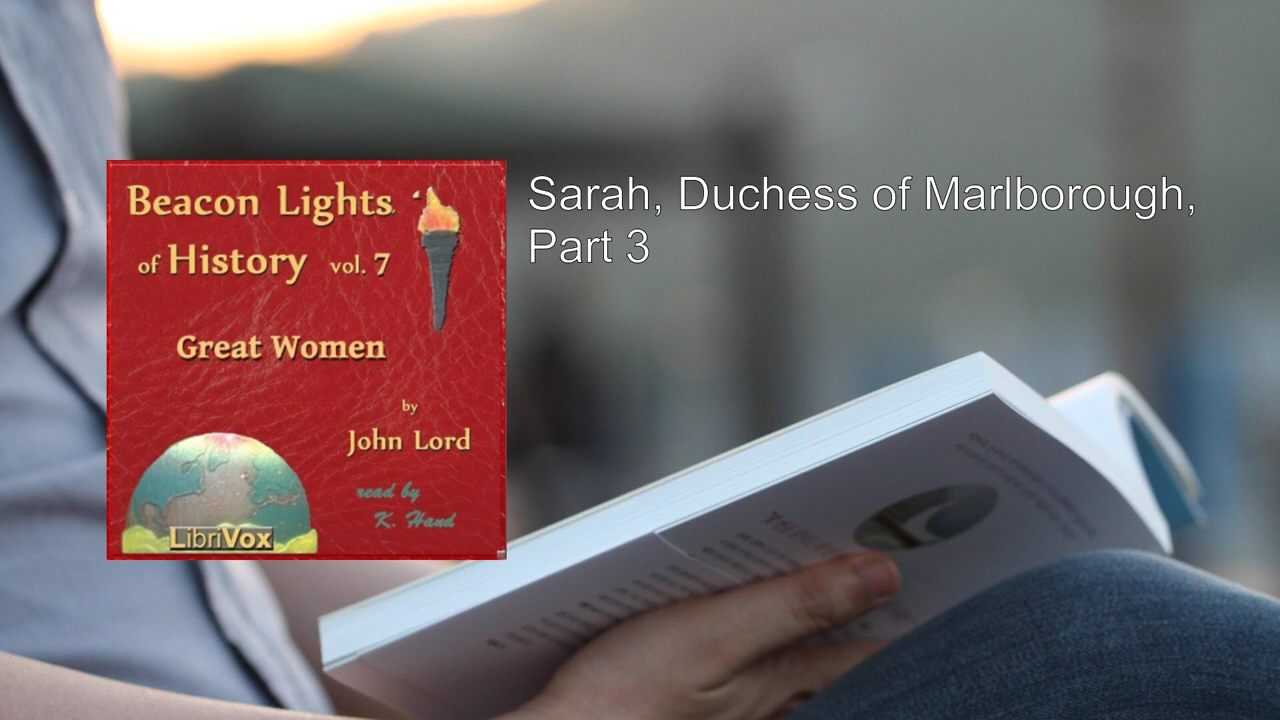 Beacon Lights
of History vol. 7
Great Women
by
John Lord
read by
K. Hand
LibriVox
Sarah, Duchess of Marlborough,
Part 3